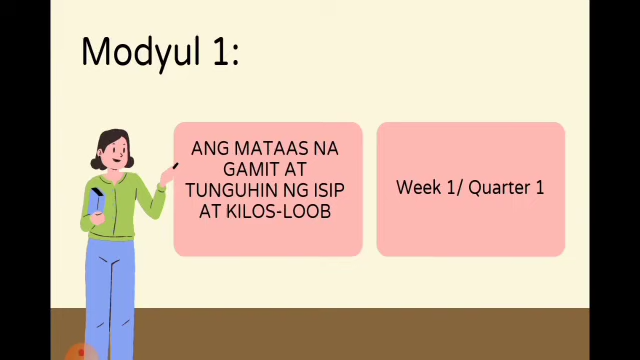 Modyul 1:
ANG MATAAS NA
GAMIT AT
TUNGUHIN NG ISIP
AT KILOS-LOOB
Week 1/ Quarter 1